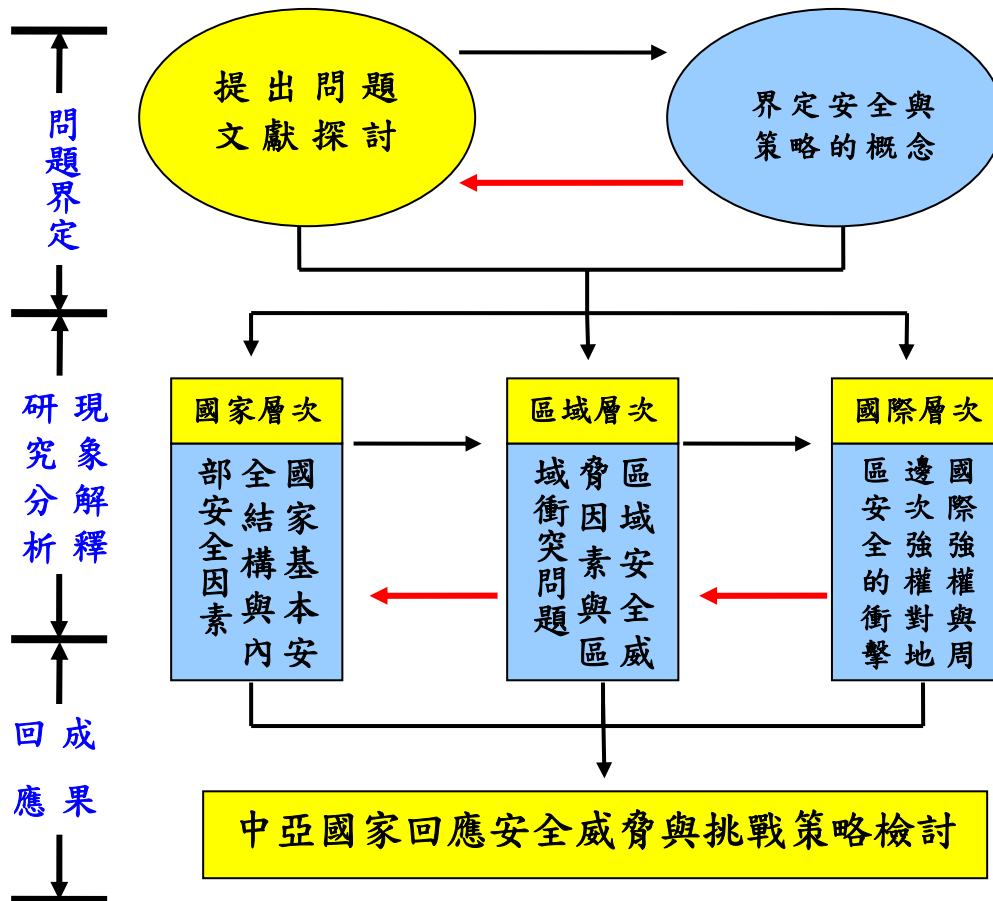 問題界定
提出問題
文獻探討
界定安全與
策略的概念
現象解釋
研究分析
國家層次
國家基本安
全結構與內
部安全因素
區域層次
區域安全威
脅因素與區
域衝突問題
國際層次
國際強權與周
邊次強權對地
區安全的衝擊
成果
回應
中亞國家回應安全威脅與挑戰策略檢討